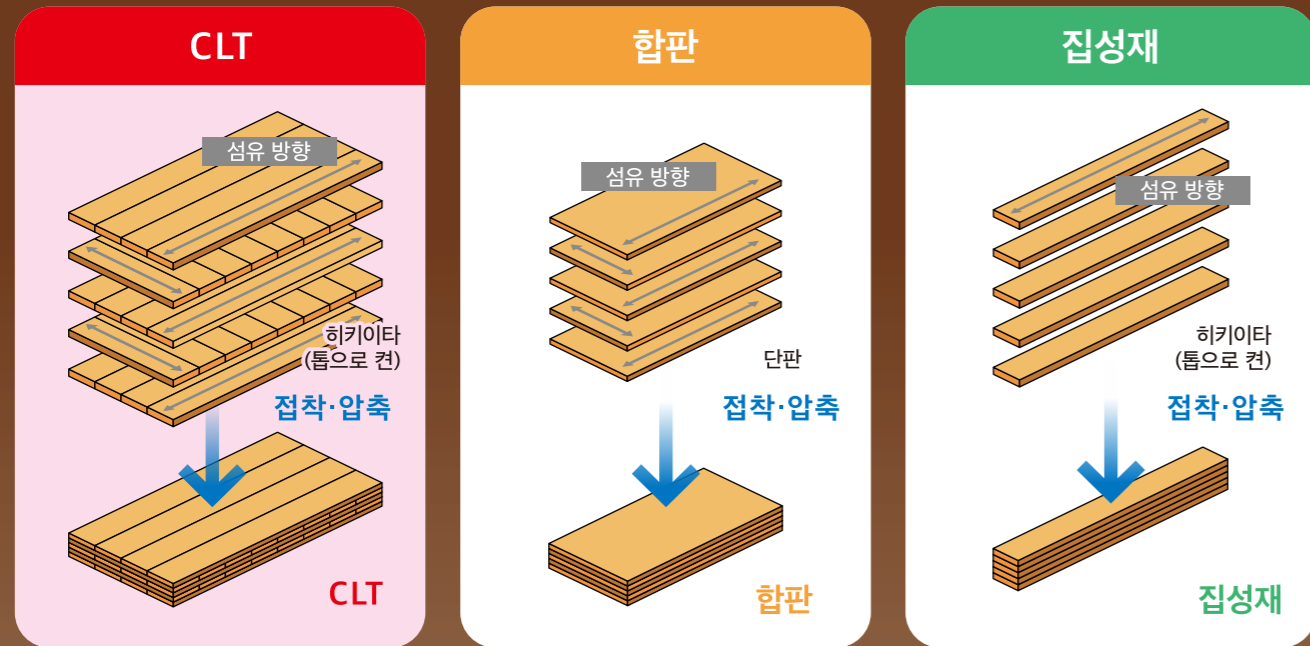 CLT
섬유 방향
히키이타
(톱으로 켠)
접착·압축
CLT
합판
섬유 방향
단판
접착·압축
합판
집성재
섬유 방향
히키이타
(톱으로 켠)
접착·압축
집성재